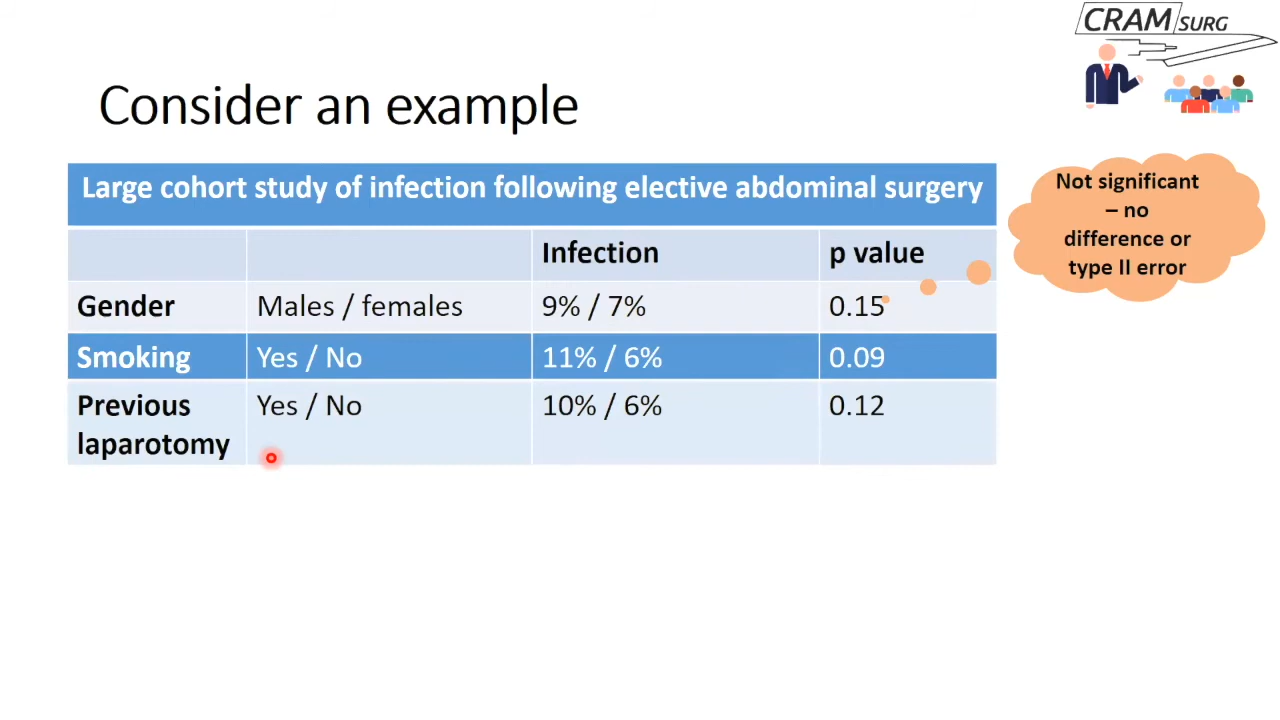 CRAM SURG
Consider an example
Large cohort study of infection following elective abdominal surgery
Infection p value
Gender Males / females 9% / 7% 0.15
Smoking Yes / No 11% / 6% 0.09
Previous laparotomy Yes / No 10% / 6% 0.12
Not significant
– no
difference or
type II error